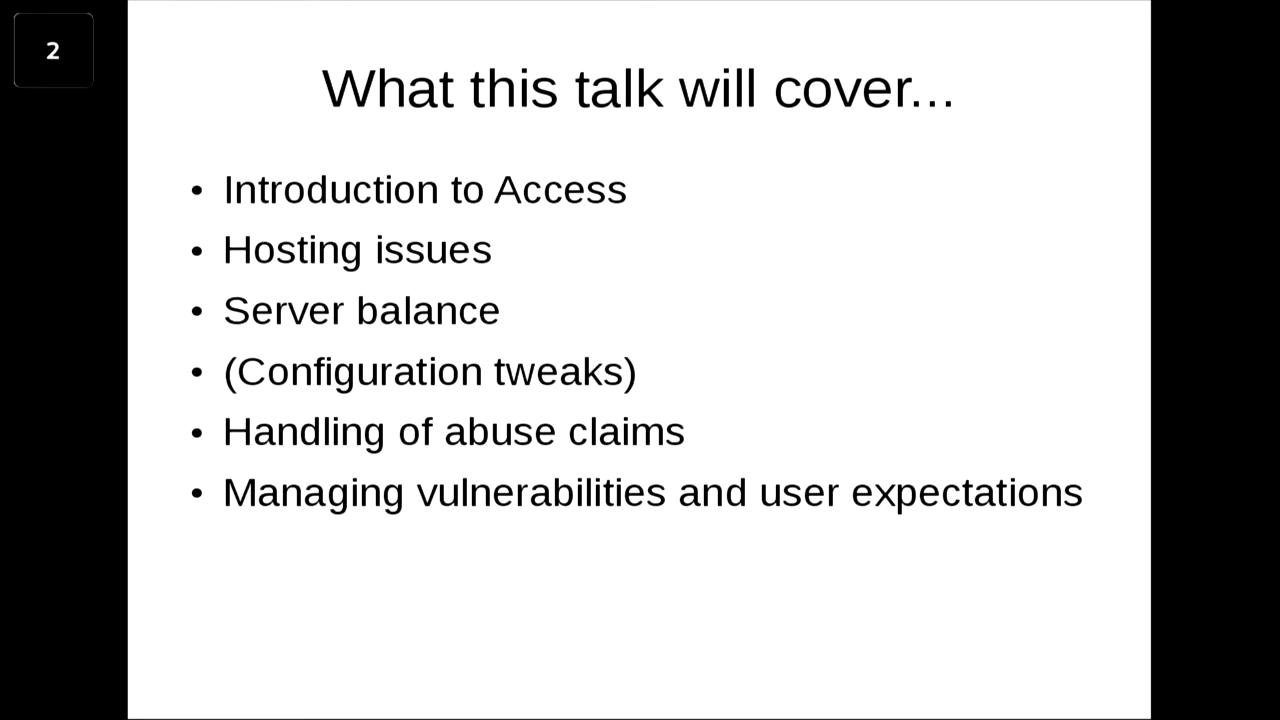 2
What this talk will cover...
• Introduction to Access
• Hosting issues
• Server balance
• (Configuration tweaks)
• Handling of abuse claims
• Managing vulnerabilities and user expectations